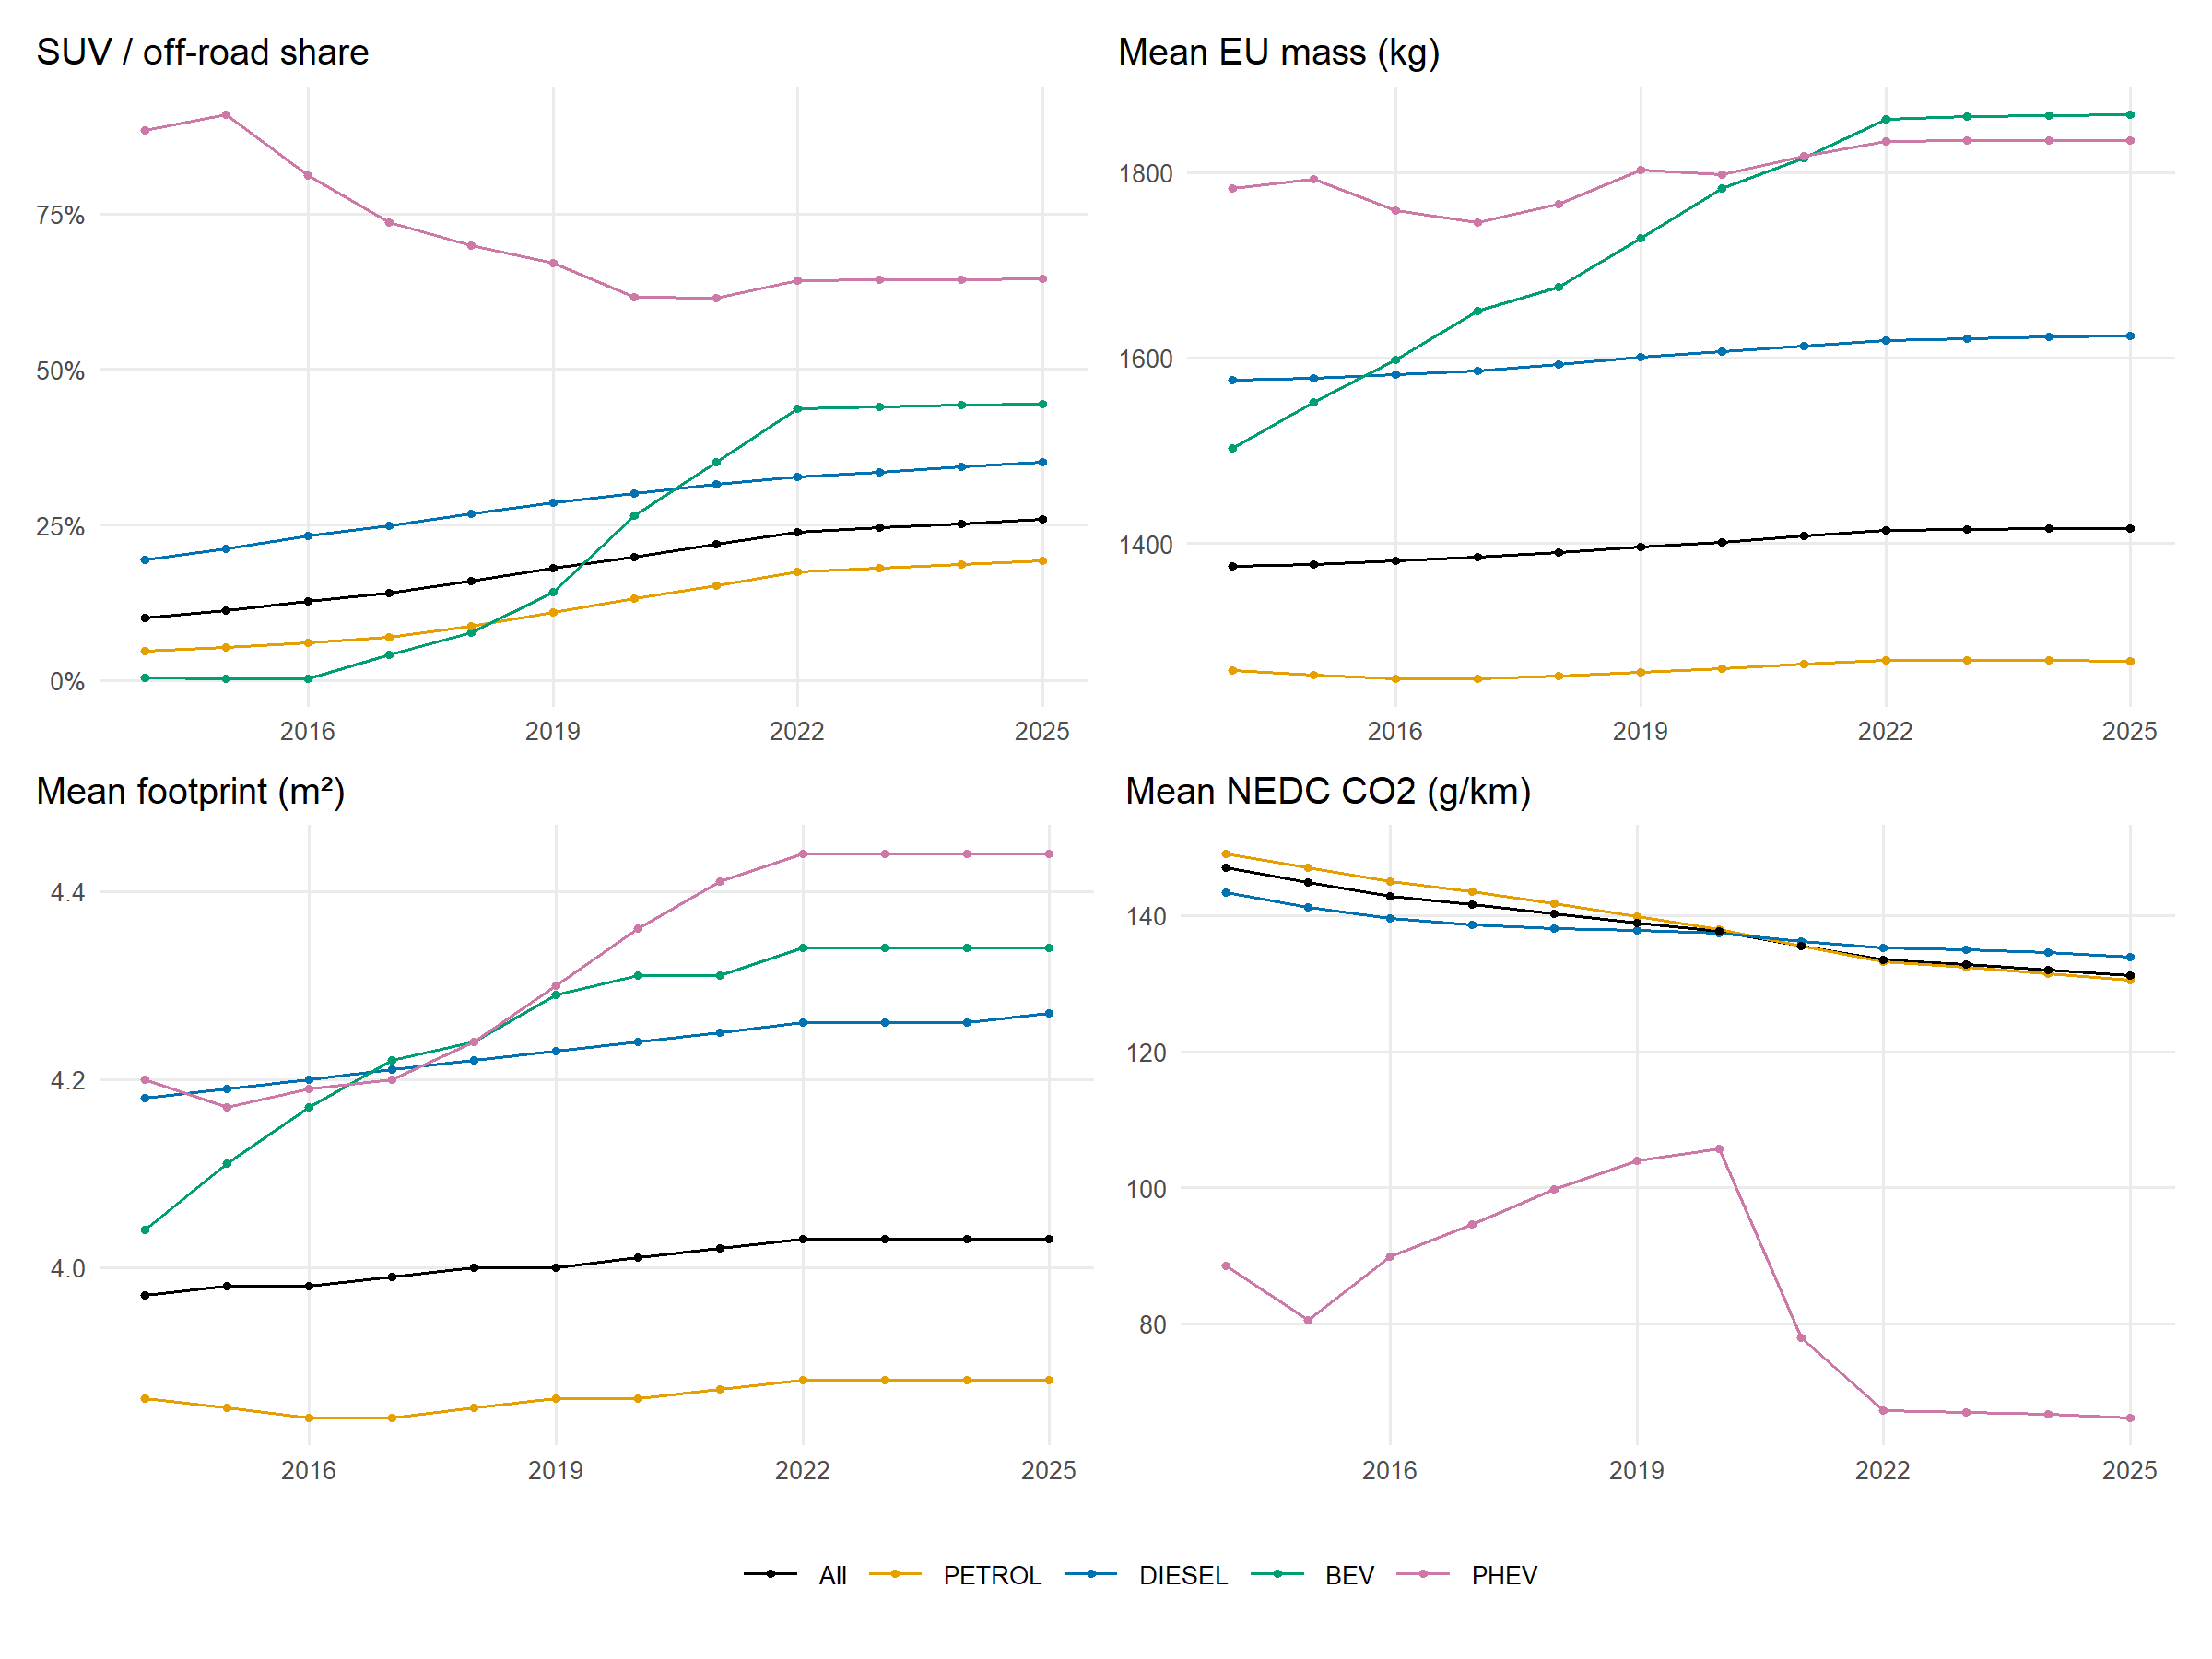 SUV / off-road share
75%
50%
25%
0%
2016 2019 2022 2025
Mean EU mass (kg)
1800
1600
1400
2016 2019 2022 2025
Mean footprint (m²)
4.4
4.2
4.0
2016 2019 2022 2025
Mean NEDC CO2 (g/km)
140
120
100
80
2016 2019 2022 2025
All PETROL DIESEL BEV PHEV